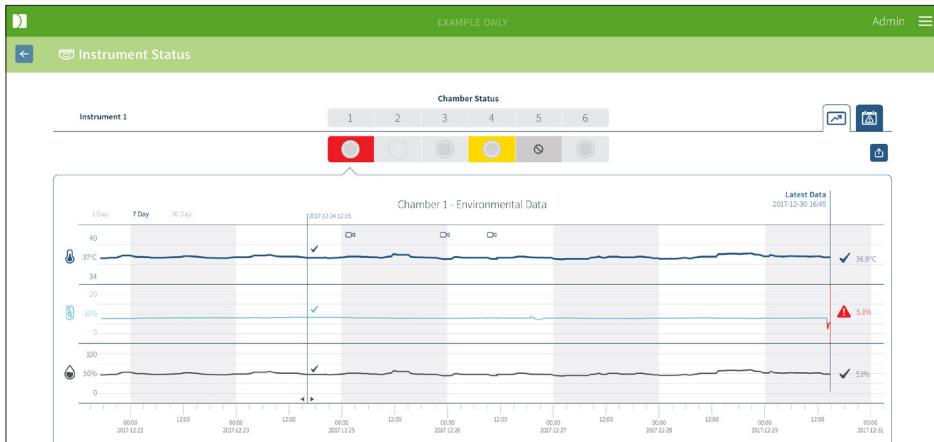 EXAMPLE ONLY
Admin
Instrument Status
Chamber Status
Instrument 1
1 2 3 4 5 6
Latest Data
2017-12-30 16:45
Chamber 1 - Environmental Data
1 Day 7 Day 30 Day
2017-12-24 12:15
40
37°C
36.9°C
34
20
10%
5.1%
0
100
50%
53%
0
00:00 12:00 00:00 12:00 00:00 12:00 00:00 12:00 00:00 12:00 00:00 12:00 00:00 12:00 00:00
2017-12-22 2017-12-23 2017-12-25 2017-12-26 2017-12-27 2017-12-28 2017-12-29 2017-12-31